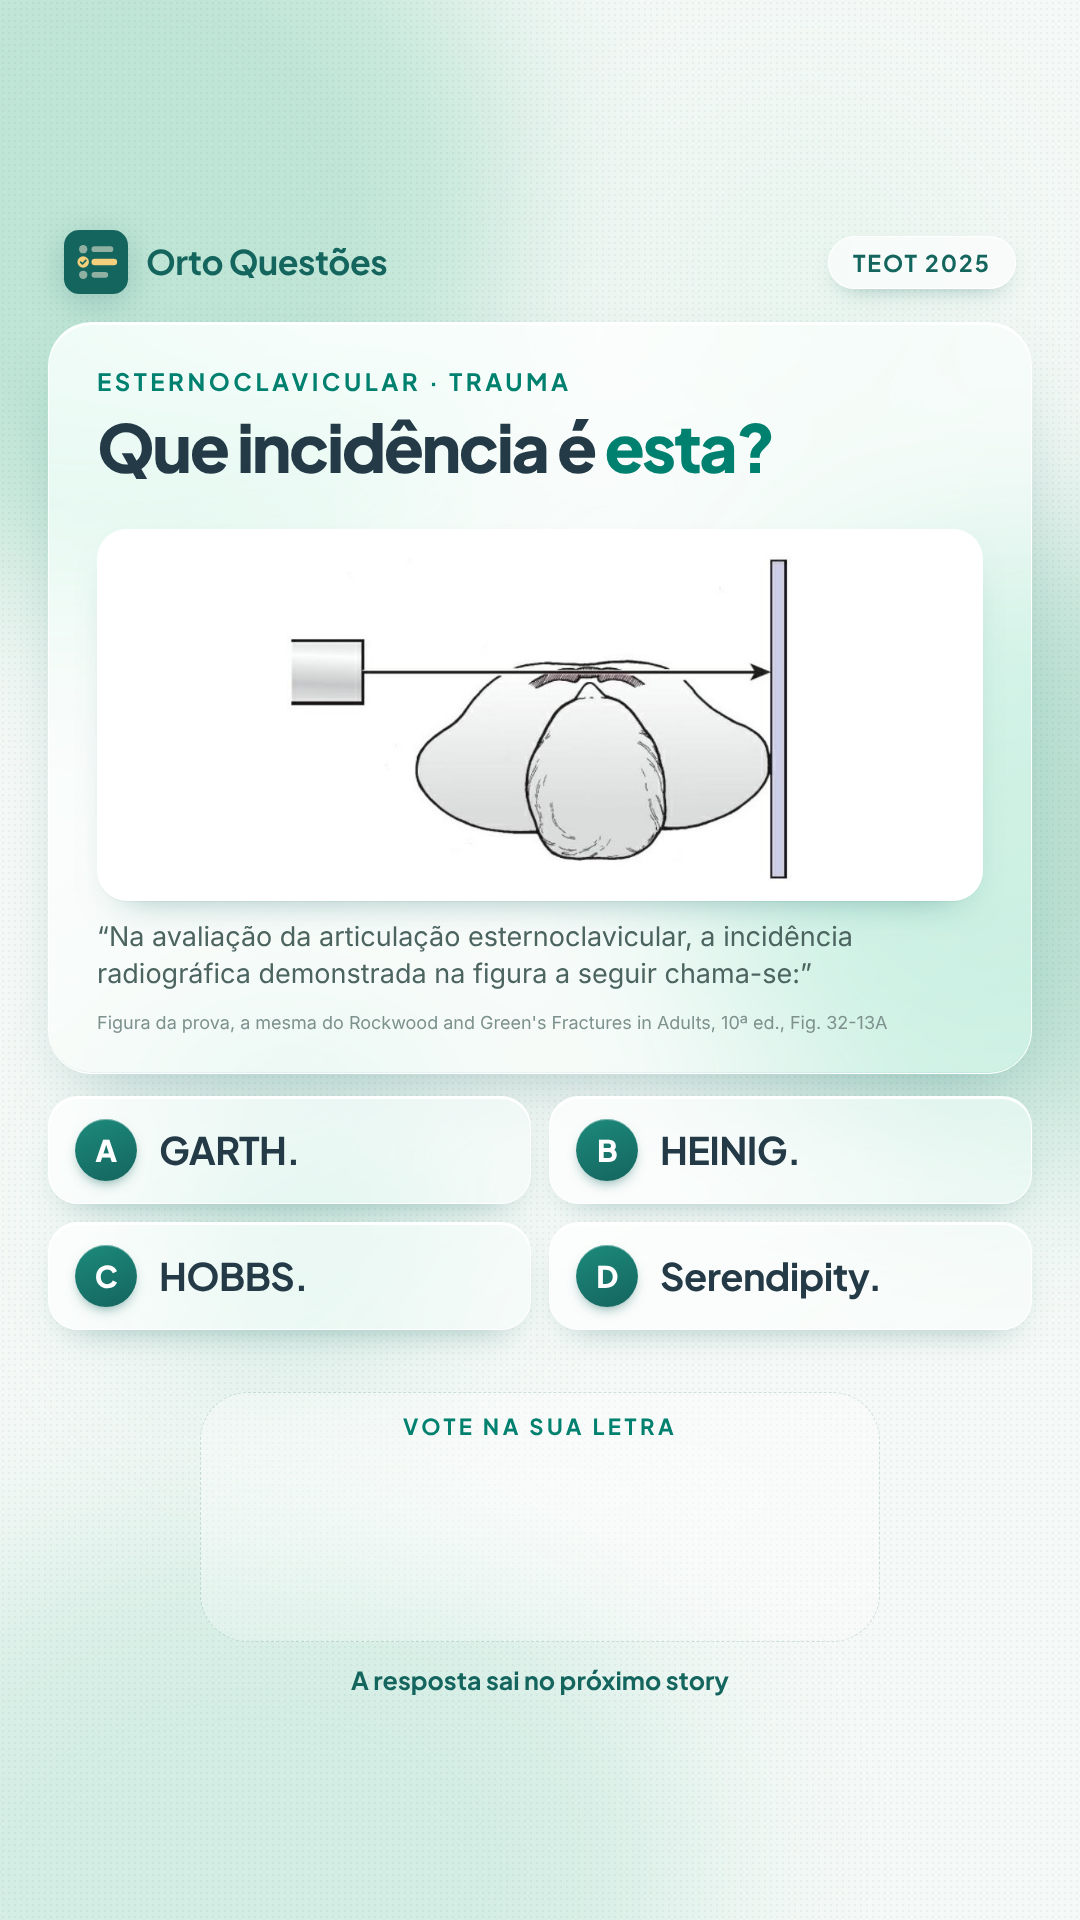 Orto Questões
TEOT 2025
ESTERNOCLAVICULAR · TRAUMA
Que incidência é esta?
“Na avaliação da articulação esternoclavicular, a incidência
radiográfica demonstrada na figura a seguir chama-se:”
Figura da prova, a mesma do Rockwood and Green's Fractures in Adults, 10ª ed., Fig. 32-13A
A GARTH.
B HEINIG.
C HOBBS.
D Serendipity.
VOTE NA SUA LETRA
A resposta sai no próximo story